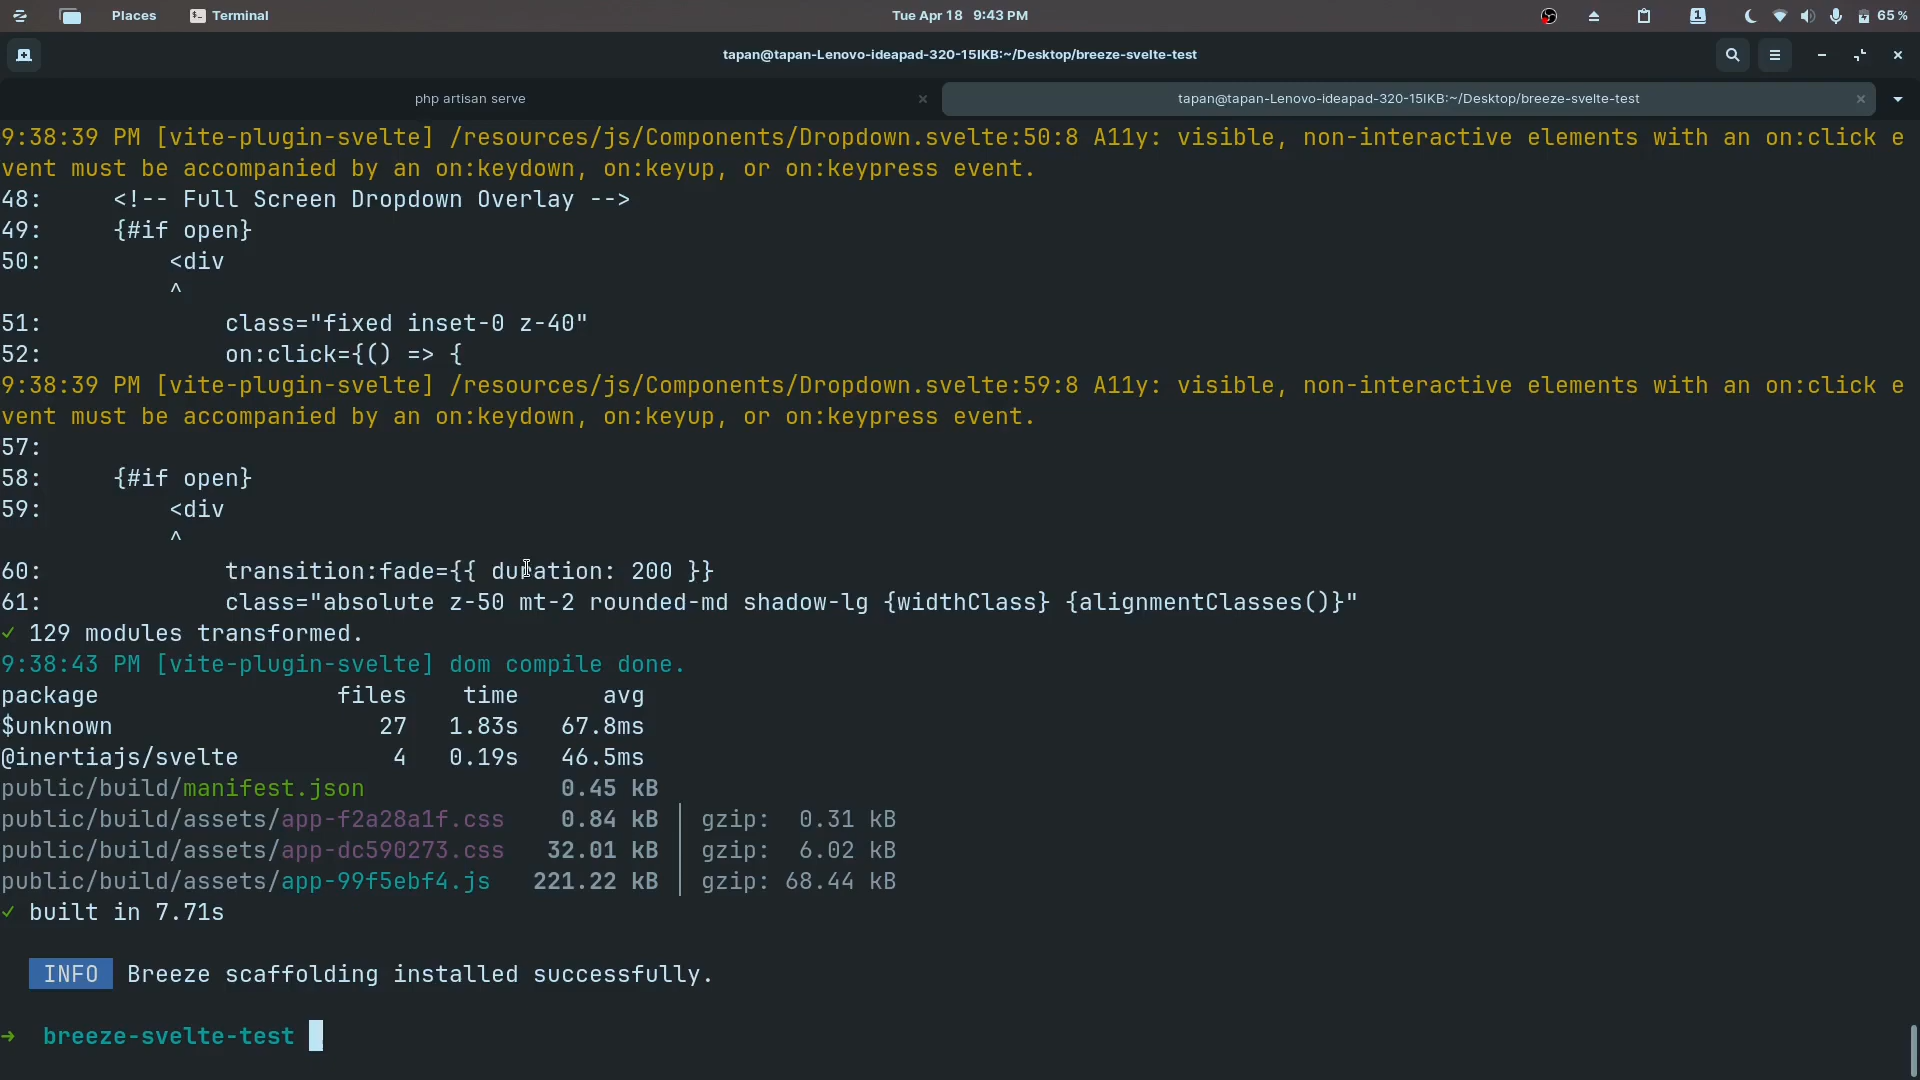 Places Terminal Tue Apr 18 9:43 PM 1 65 %
tapan@tapan-Lenovo-ideapad-320-15IKB:~/Desktop/breeze-svelte-test
php artisan serve × tapan@tapan-Lenovo-ideapad-320-15IKB:~/Desktop/breeze-svelte-test ×
9:38:39 PM [vite-plugin-svelte] /resources/js/Components/Dropdown.svelte:50:8 A11y: visible, non-interactive elements with an on:click e
vent must be accompanied by an on:keydown, on:keyup, or on:keypress event.
48:     <!-- Full Screen Dropdown Overlay -->
49:     {#if open}
50:         <div
            ^
51:             class="fixed inset-0 z-40"
52:             on:click={() => {
9:38:39 PM [vite-plugin-svelte] /resources/js/Components/Dropdown.svelte:59:8 A11y: visible, non-interactive elements with an on:click e
vent must be accompanied by an on:keydown, on:keyup, or on:keypress event.
57:
58:     {#if open}
59:         <div
            ^
60:             transition:fade={{ duration: 200 }}
61:             class="absolute z-50 mt-2 rounded-md shadow-lg {widthClass} {alignmentClasses()}"
✓ 129 modules transformed.
9:38:43 PM [vite-plugin-svelte] dom compile done.
package                 files    time      avg
$unknown                   27   1.83s   67.8ms
@inertiajs/svelte           4   0.19s   46.5ms
public/build/manifest.json              0.45 kB
public/build/assets/app-f2a28a1f.css    0.84 kB │ gzip:  0.31 kB
public/build/assets/app-dc590273.css   32.01 kB │ gzip:  6.02 kB
public/build/assets/app-99f5ebf4.js   221.22 kB │ gzip: 68.44 kB
✓ built in 7.71s
INFO Breeze scaffolding installed successfully.
➜ breeze-svelte-test